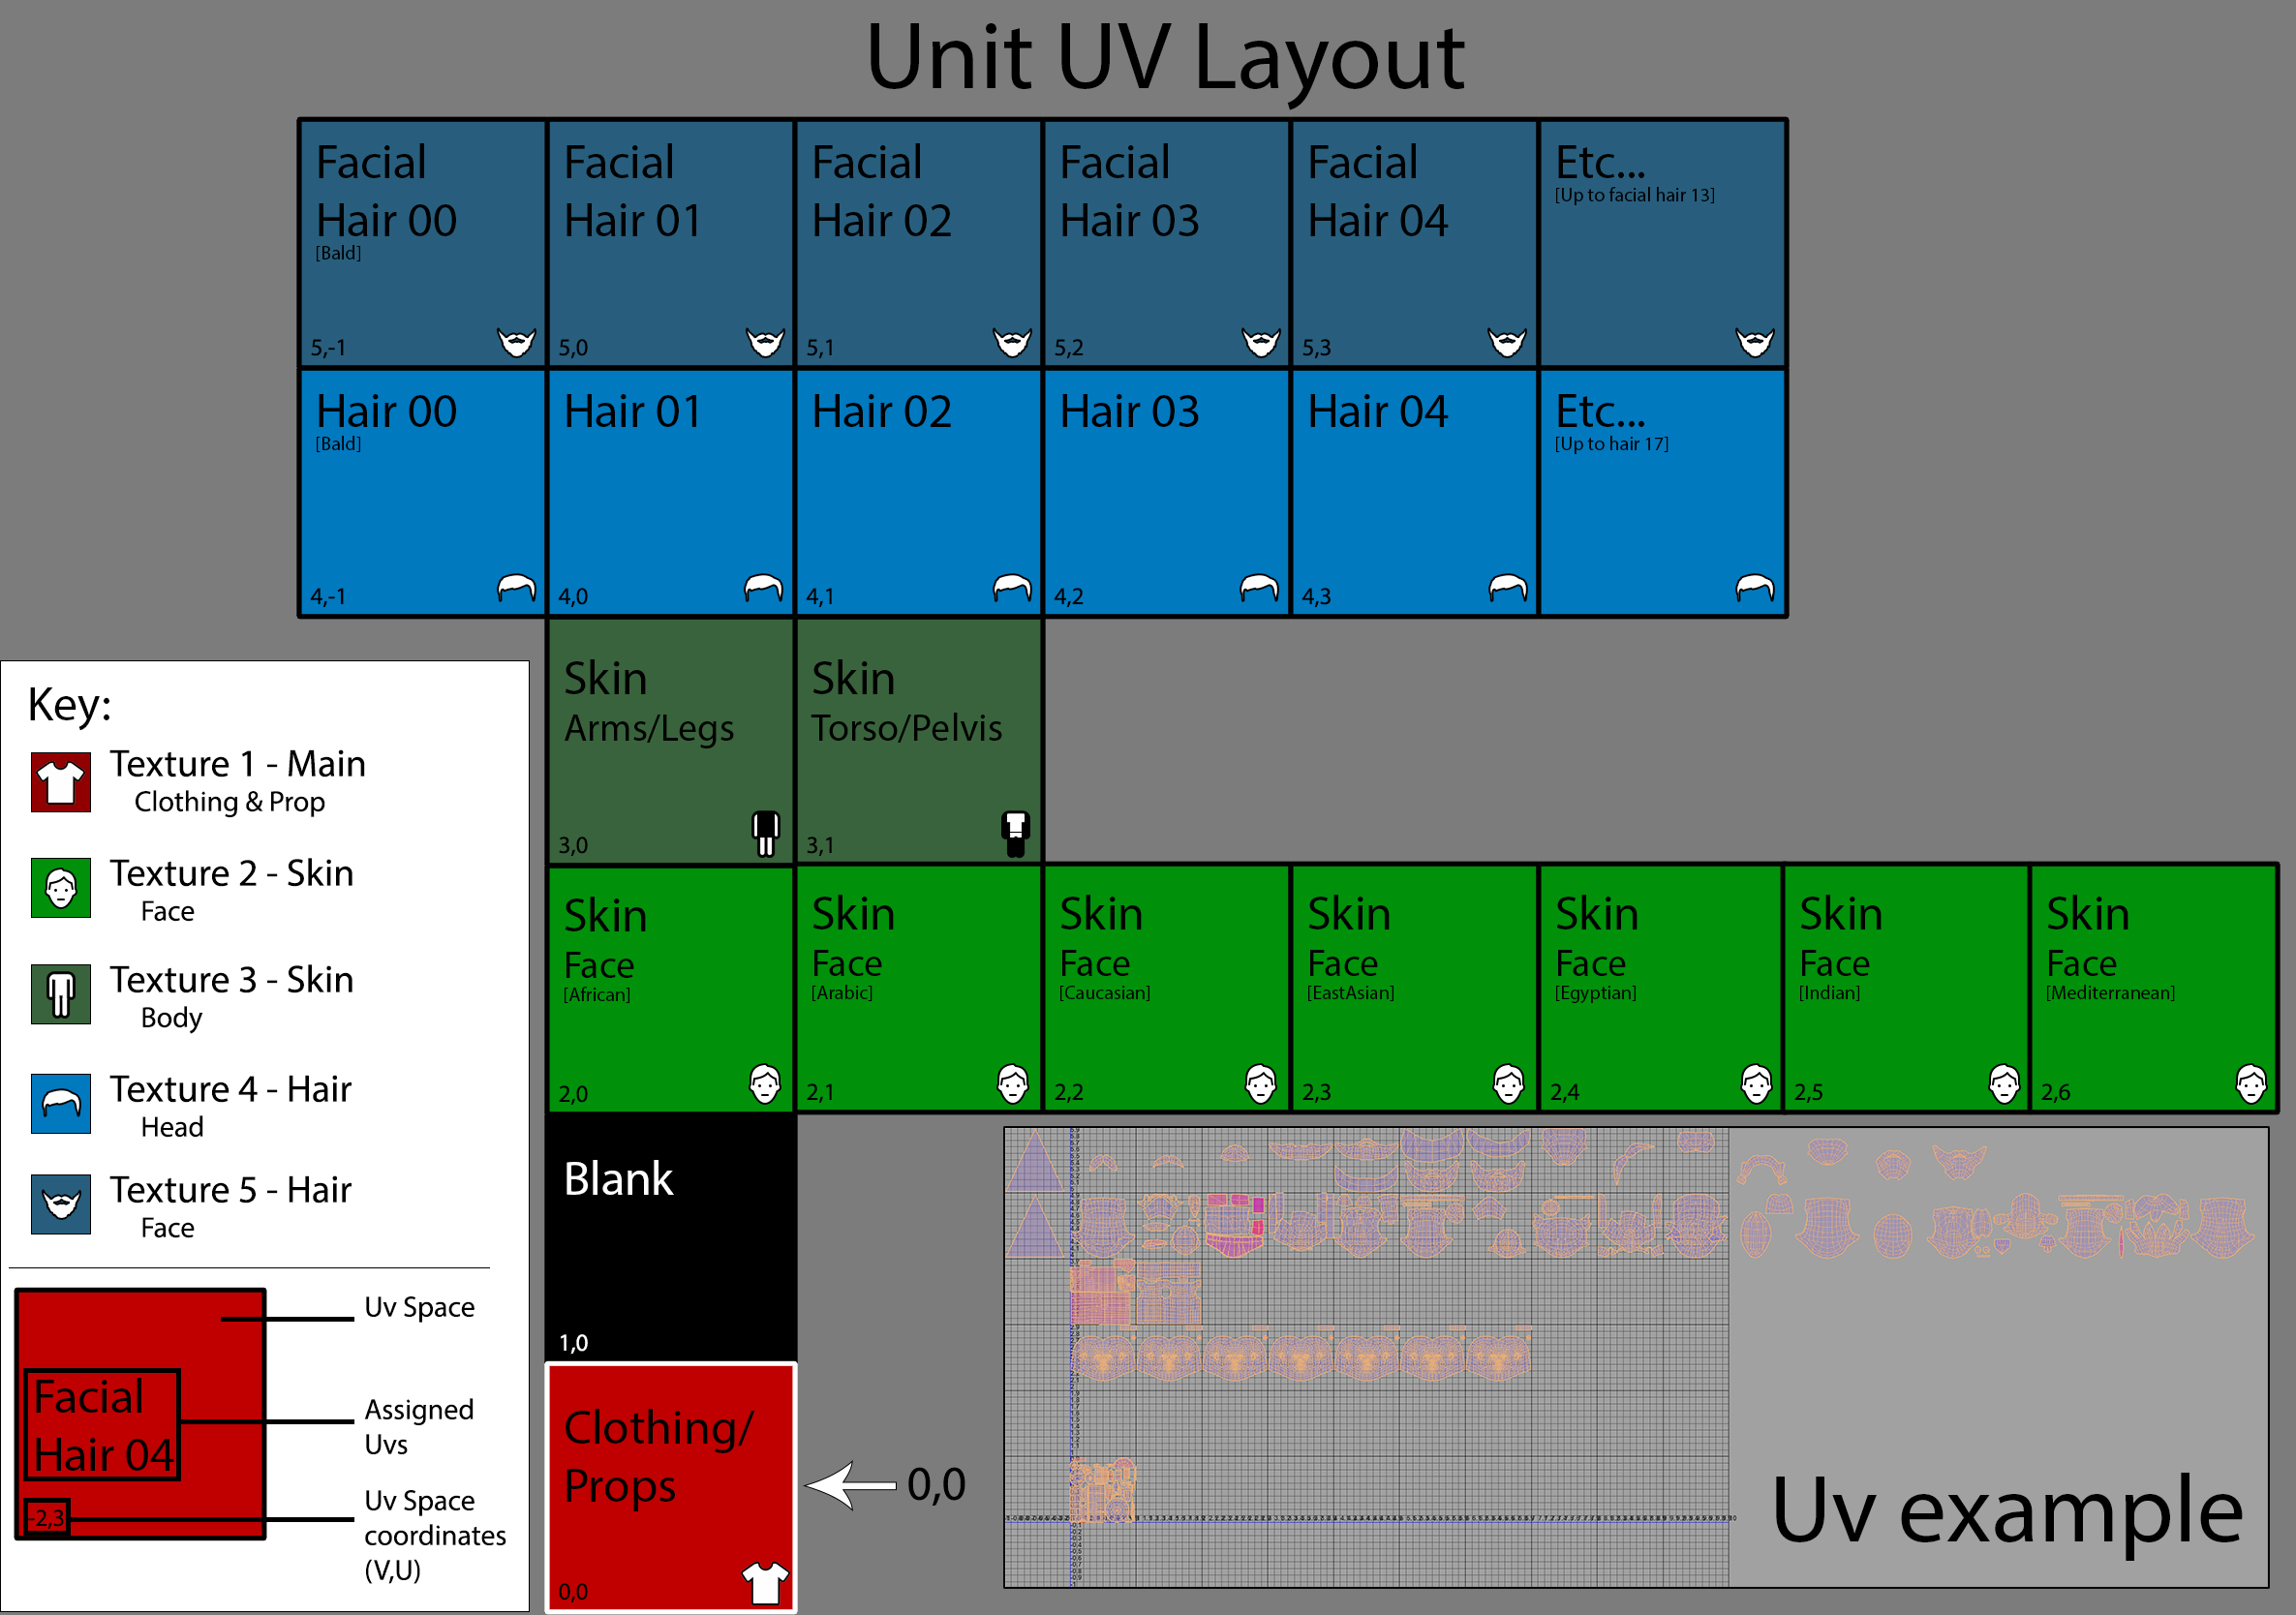 Unit UV Layout
Facial
Hair 00
[Bald]
5,-1
Facial
Hair 01
5,0
Facial
Hair 02
5,1
Facial
Hair 03
5,2
Facial
Hair 04
5,3
Etc...
[Up to facial hair 13]
Hair 00
[Bald]
4,-1
Hair 01
4,0
Hair 02
4,1
Hair 03
4,2
Hair 04
4,3
Etc...
[Up to hair 17]
Skin
Arms/Legs
3,0
Skin
Torso/Pelvis
3,1
Skin
Face
[African]
2,0
Skin
Face
[Arabic]
2,1
Skin
Face
[Caucasian]
2,2
Skin
Face
[EastAsian]
2,3
Skin
Face
[Egyptian]
2,4
Skin
Face
[Indian]
2,5
Skin
Face
[Mediterranean]
2,6
Blank
1,0
Clothing/
Props
0,0
0,0
Key:
Texture 1 - Main
Clothing & Prop
Texture 2 - Skin
Face
Texture 3 - Skin
Body
Texture 4 - Hair
Head
Texture 5 - Hair
Face
Uv Space
Facial
Hair 04
Assigned
Uvs
-2,3
Uv Space
coordinates
(V,U)
Uv example